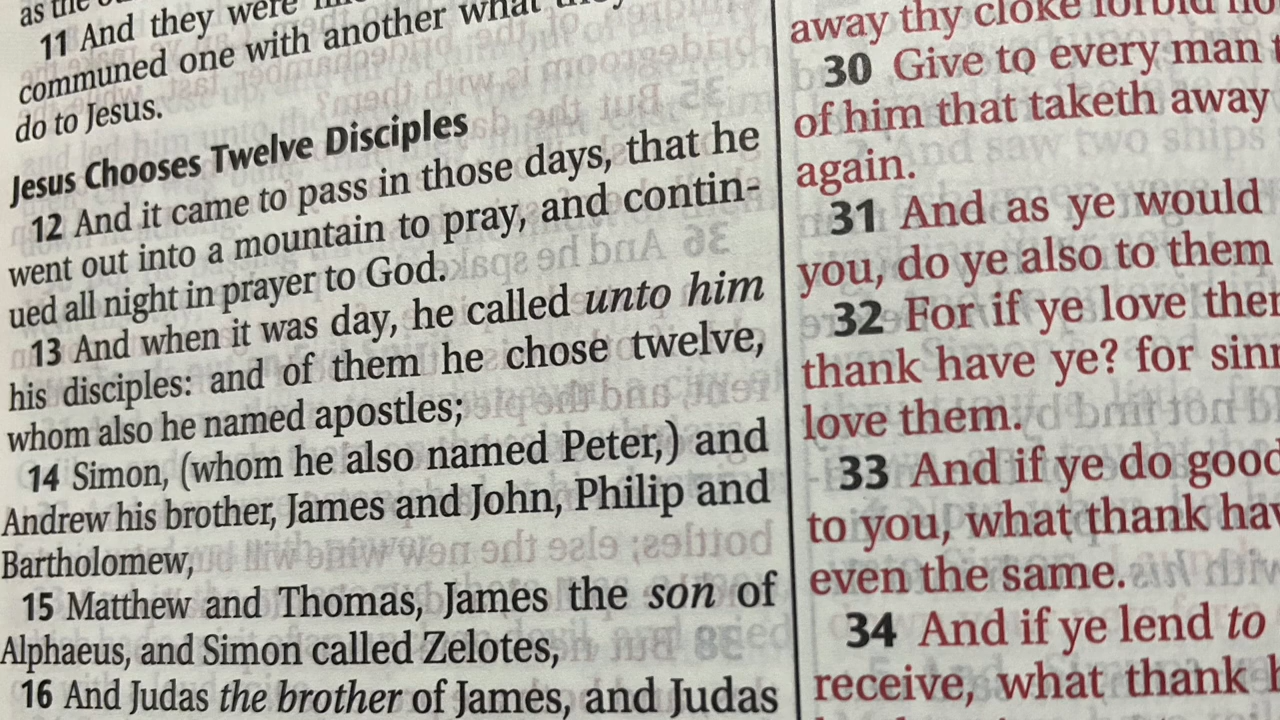 as the
11 And they were
communed one with another what they
do to Jesus.
Jesus Chooses Twelve Disciples
12 And it came to pass in those days, that he
went out into a mountain to pray, and contin-
ued all night in prayer to God.
13 And when it was day, he called unto him
his disciples: and of them he chose twelve,
whom also he named apostles;
14 Simon, (whom he also named Peter,) and
Andrew his brother, James and John, Philip and
Bartholomew,
15 Matthew and Thomas, James the son of
Alphaeus, and Simon called Zelotes,
16 And Judas the brother of James, and Judas
away thy cloke forbid
30 Give to every man
of him that taketh away
again.
31 And as ye would
you, do ye also to them
32 For if ye love
thank have ye? for
love them.
33 And if ye do good
to you, what thank
even the same.
34 And if ye lend to
receive, what thank